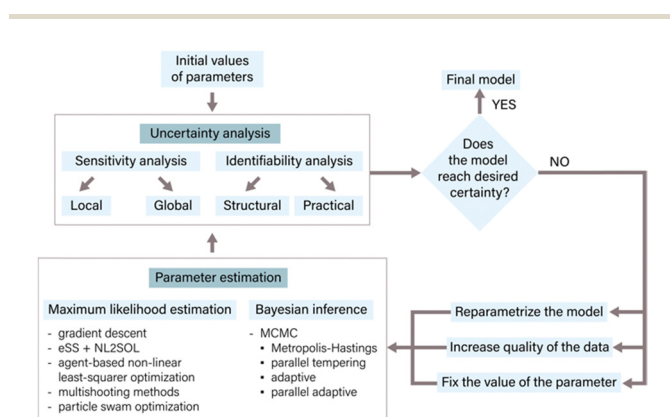 Initial values
of parameters
Uncertainty analysis
Sensitivity analysis
Identifiability analysis
Local
Global
Structural
Practical
Final model
YES
Does
the model
reach desired
certainty?
NO
Parameter estimation
Maximum likelihood estimation
- gradient descent
- eSS + NL2SOL
- agent-based non-linear
least-squarer optimization
- multishooting methods
- particle swam optimization
Bayesian inference
- MCMC
• Metropolis-Hastings
• parallel tempering
• adaptive
• parallel adaptive
Reparametrize the model
Increase quality of the data
Fix the value of the parameter